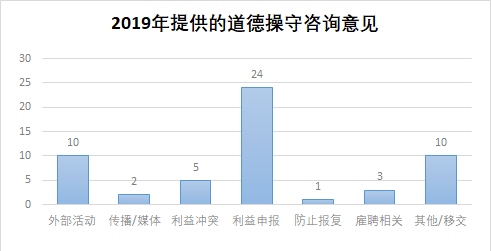 2019年提供的道德操守咨询意见
30
25
20
15
10
5
0
10
2
5
24
1
3
10
外部活动
传播/媒体
利益冲突
利益申报
防止报复
雇聘相关
其他/移交